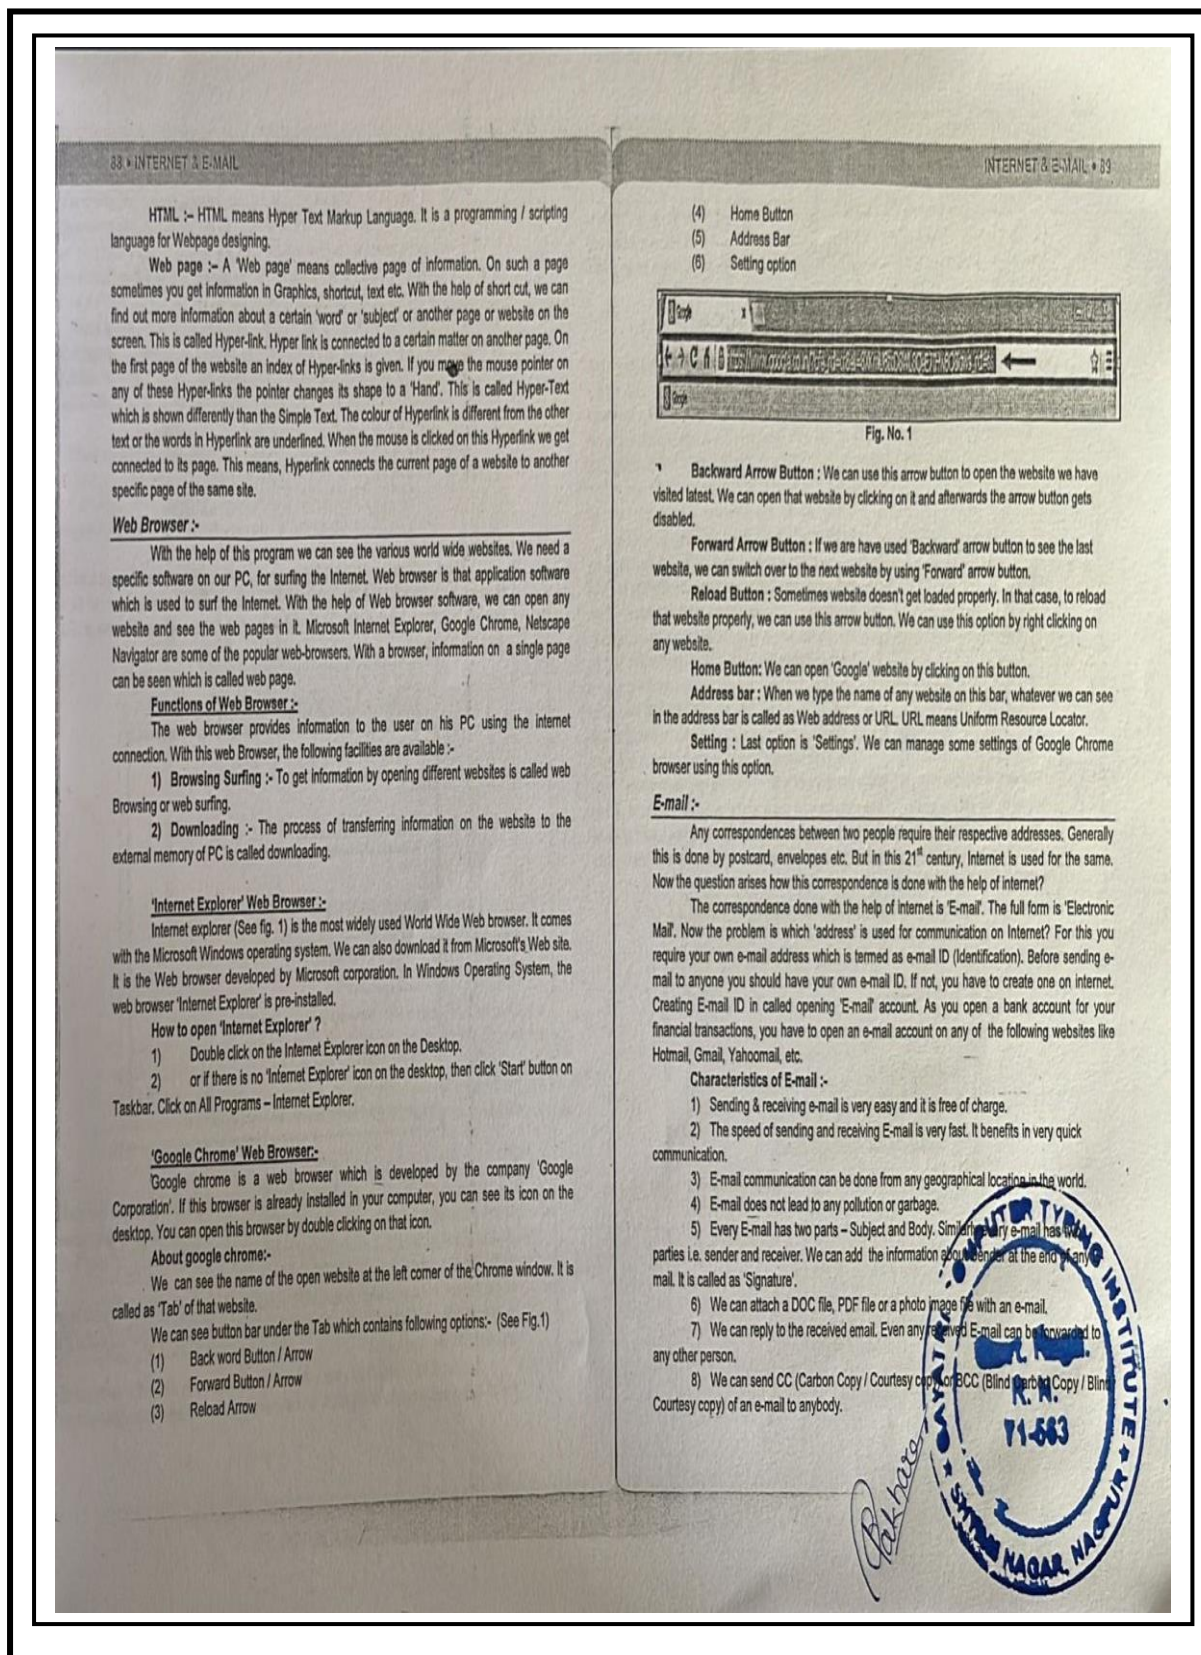 88 • INTERNET & E-MAIL
HTML :– HTML means Hyper Text Markup Language. It is a programming / scripting
language for Webpage designing.
Web page :– A 'Web page' means collective page of information. On such a page
sometimes you get information in Graphics, shortcut, text etc. With the help of short cut, we can
find out more information about a certain 'word' or 'subject' or another page or website on the
screen. This is called Hyper-link. Hyper link is connected to a certain matter on another page. On
the first page of the website an index of Hyper-links is given. If you move the mouse pointer on
any of these Hyper-links the pointer changes its shape to a 'Hand'. This is called Hyper-Text
which is shown differently than the Simple Text. The colour of Hyperlink is different from the other
text or the words in Hyperlink are underlined. When the mouse is clicked on this Hyperlink we get
connected to its page. This means, Hyperlink connects the current page of a website to another
specific page of the same site.
Web Browser :-
With the help of this program we can see the various world wide websites. We need a
specific software on our PC, for surfing the Internet. Web browser is that application software
which is used to surf the Internet. With the help of Web browser software, we can open any
website and see the web pages in it. Microsoft Internet Explorer, Google Chrome, Netscape
Navigator are some of the popular web-browsers. With a browser, information on a single page
can be seen which is called web page.
Functions of Web Browser :-
The web browser provides information to the user on his PC using the internet
connection. With this web Browser, the following facilities are available :-
1) Browsing Surfing :- To get information by opening different websites is called web
Browsing or web surfing.
2) Downloading :- The process of transferring information on the website to the
external memory of PC is called downloading.
'Internet Explorer' Web Browser :-
Internet explorer (See fig. 1) is the most widely used World Wide Web browser. It comes
with the Microsoft Windows operating system. We can also download it from Microsoft's Web site.
It is the Web browser developed by Microsoft corporation. In Windows Operating System, the
web browser 'Internet Explorer' is pre-installed.
How to open 'Internet Explorer' ?
1) Double click on the Internet Explorer icon on the Desktop.
2) or if there is no 'Internet Explorer' icon on the desktop, then click 'Start' button on
Taskbar. Click on All Programs – Internet Explorer.
'Google Chrome' Web Browser:-
Google chrome is a web browser which is developed by the company 'Google
Corporation'. If this browser is already installed in your computer, you can see its icon on the
desktop. You can open this browser by double clicking on that icon.
About google chrome:-
We can see the name of the open website at the left corner of the Chrome window. It is
called as 'Tab' of that website.
We can see button bar under the Tab which contains following options:- (See Fig.1)
(1) Back word Button / Arrow
(2) Forward Button / Arrow
(3) Reload Arrow
INTERNET & E-MAIL • 89
(4) Home Button
(5) Address Bar
(6) Setting option
Google
Google
Fig. No. 1
Backward Arrow Button : We can use this arrow button to open the website we have
visited latest. We can open that website by clicking on it and afterwards the arrow button gets
disabled.
Forward Arrow Button : If we are have used 'Backward' arrow button to see the last
website, we can switch over to the next website by using 'Forward' arrow button.
Reload Button : Sometimes website doesn't get loaded properly. In that case, to reload
that website properly, we can use this arrow button. We can use this option by right clicking on
any website.
Home Button: We can open 'Google' website by clicking on this button.
Address bar : When we type the name of any website on this bar, whatever we can see
in the address bar is called as Web address or URL. URL means Uniform Resource Locator.
Setting : Last option is 'Settings'. We can manage some settings of Google Chrome
browser using this option.
E-mail :-
Any correspondences between two people require their respective addresses. Generally
this is done by postcard, envelopes etc. But in this 21st century, Internet is used for the same.
Now the question arises how this correspondence is done with the help of internet?
The correspondence done with the help of internet is 'E-mail'. The full form is 'Electronic
Mail'. Now the problem is which 'address' is used for communication on Internet? For this you
require your own e-mail address which is termed as e-mail ID (Identification). Before sending e-
mail to anyone you should have your own e-mail ID. If not, you have to create one on internet.
Creating E-mail ID in called opening 'E-mail' account. As you open a bank account for your
financial transactions, you have to open an e-mail account on any of the following websites like
Hotmail, Gmail, Yahoomail, etc.
Characteristics of E-mail :-
1) Sending & receiving e-mail is very easy and it is free of charge.
2) The speed of sending and receiving E-mail is very fast. It benefits in very quick
communication.
3) E-mail communication can be done from any geographical location in the world.
4) E-mail does not lead to any pollution or garbage.
5) Every E-mail has two parts – Subject and Body. Similarly every e-mail has two
parties i.e. sender and receiver. We can add the information about sender at the end of any
mail. It is called as 'Signature'.
6) We can attach a DOC file, PDF file or a photo image file with an e-mail.
7) We can reply to the received email. Even any received E-mail can be forwarded to
any other person.
8) We can send CC (Carbon Copy / Courtesy copy) or BCC (Blind Carbon Copy / Blind
Courtesy copy) of an e-mail to anybody.
GAYATRI COMPUTER TYPING INSTITUTE
NAGAR, NAGPUR
R. N.
71-563